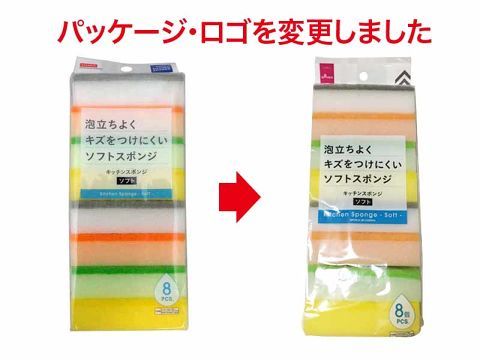 パッケージ・ロゴを変更しました
泡立ちよく
キズをつけにくい
ソフトスポンジ
キッチンスポンジ
ソフト
Kitchen Sponge - Soft -
8
PCS.
泡立ちよく
キズをつけにくい
ソフトスポンジ
キッチンスポンジ
ソフト
Kitchen Sponge - Soft -
8個
PCS.